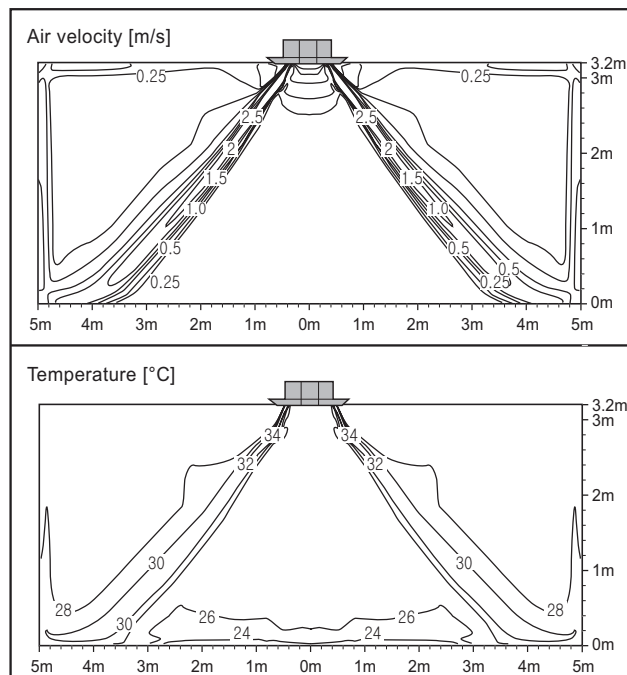 Air velocity [m/s]
3.2m
0.25 0.25 3m
2.5 2.5
2 2 2m
1.5 1.5
1.0 1.0
1m
0.5 0.5 0.5
0.25 0.25
0m
5m 4m 3m 2m 1m 0m 1m 2m 3m 4m 5m
Temperature [°C]
3.2m
3m
34 34
32 32
2m
30 30 1m
28 26 26 28
30 24 24 30
0m
5m 4m 3m 2m 1m 0m 1m 2m 3m 4m 5m